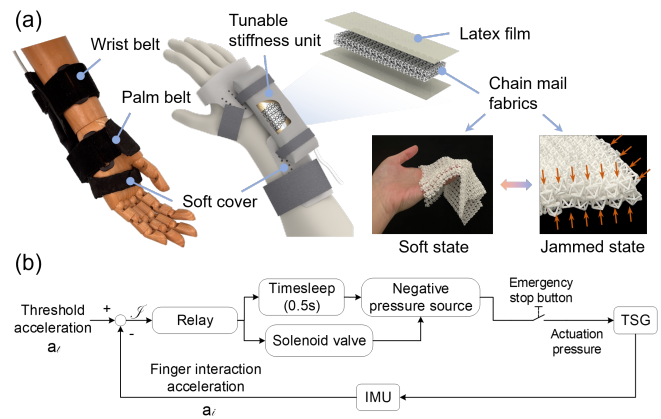 (a)
Wrist belt
Palm belt
Soft cover
Tunable
stiffness unit
Latex film
Chain mail
fabrics
Soft state
Jammed state
(b)
Threshold
acceleration
aₜ
+
-
𝒥
Relay
Timesleep
(0.5s)
Solenoid valve
Negative
pressure source
Emergency
stop button
Actuation
pressure
TSG
IMU
Finger interaction
acceleration
aᵢ